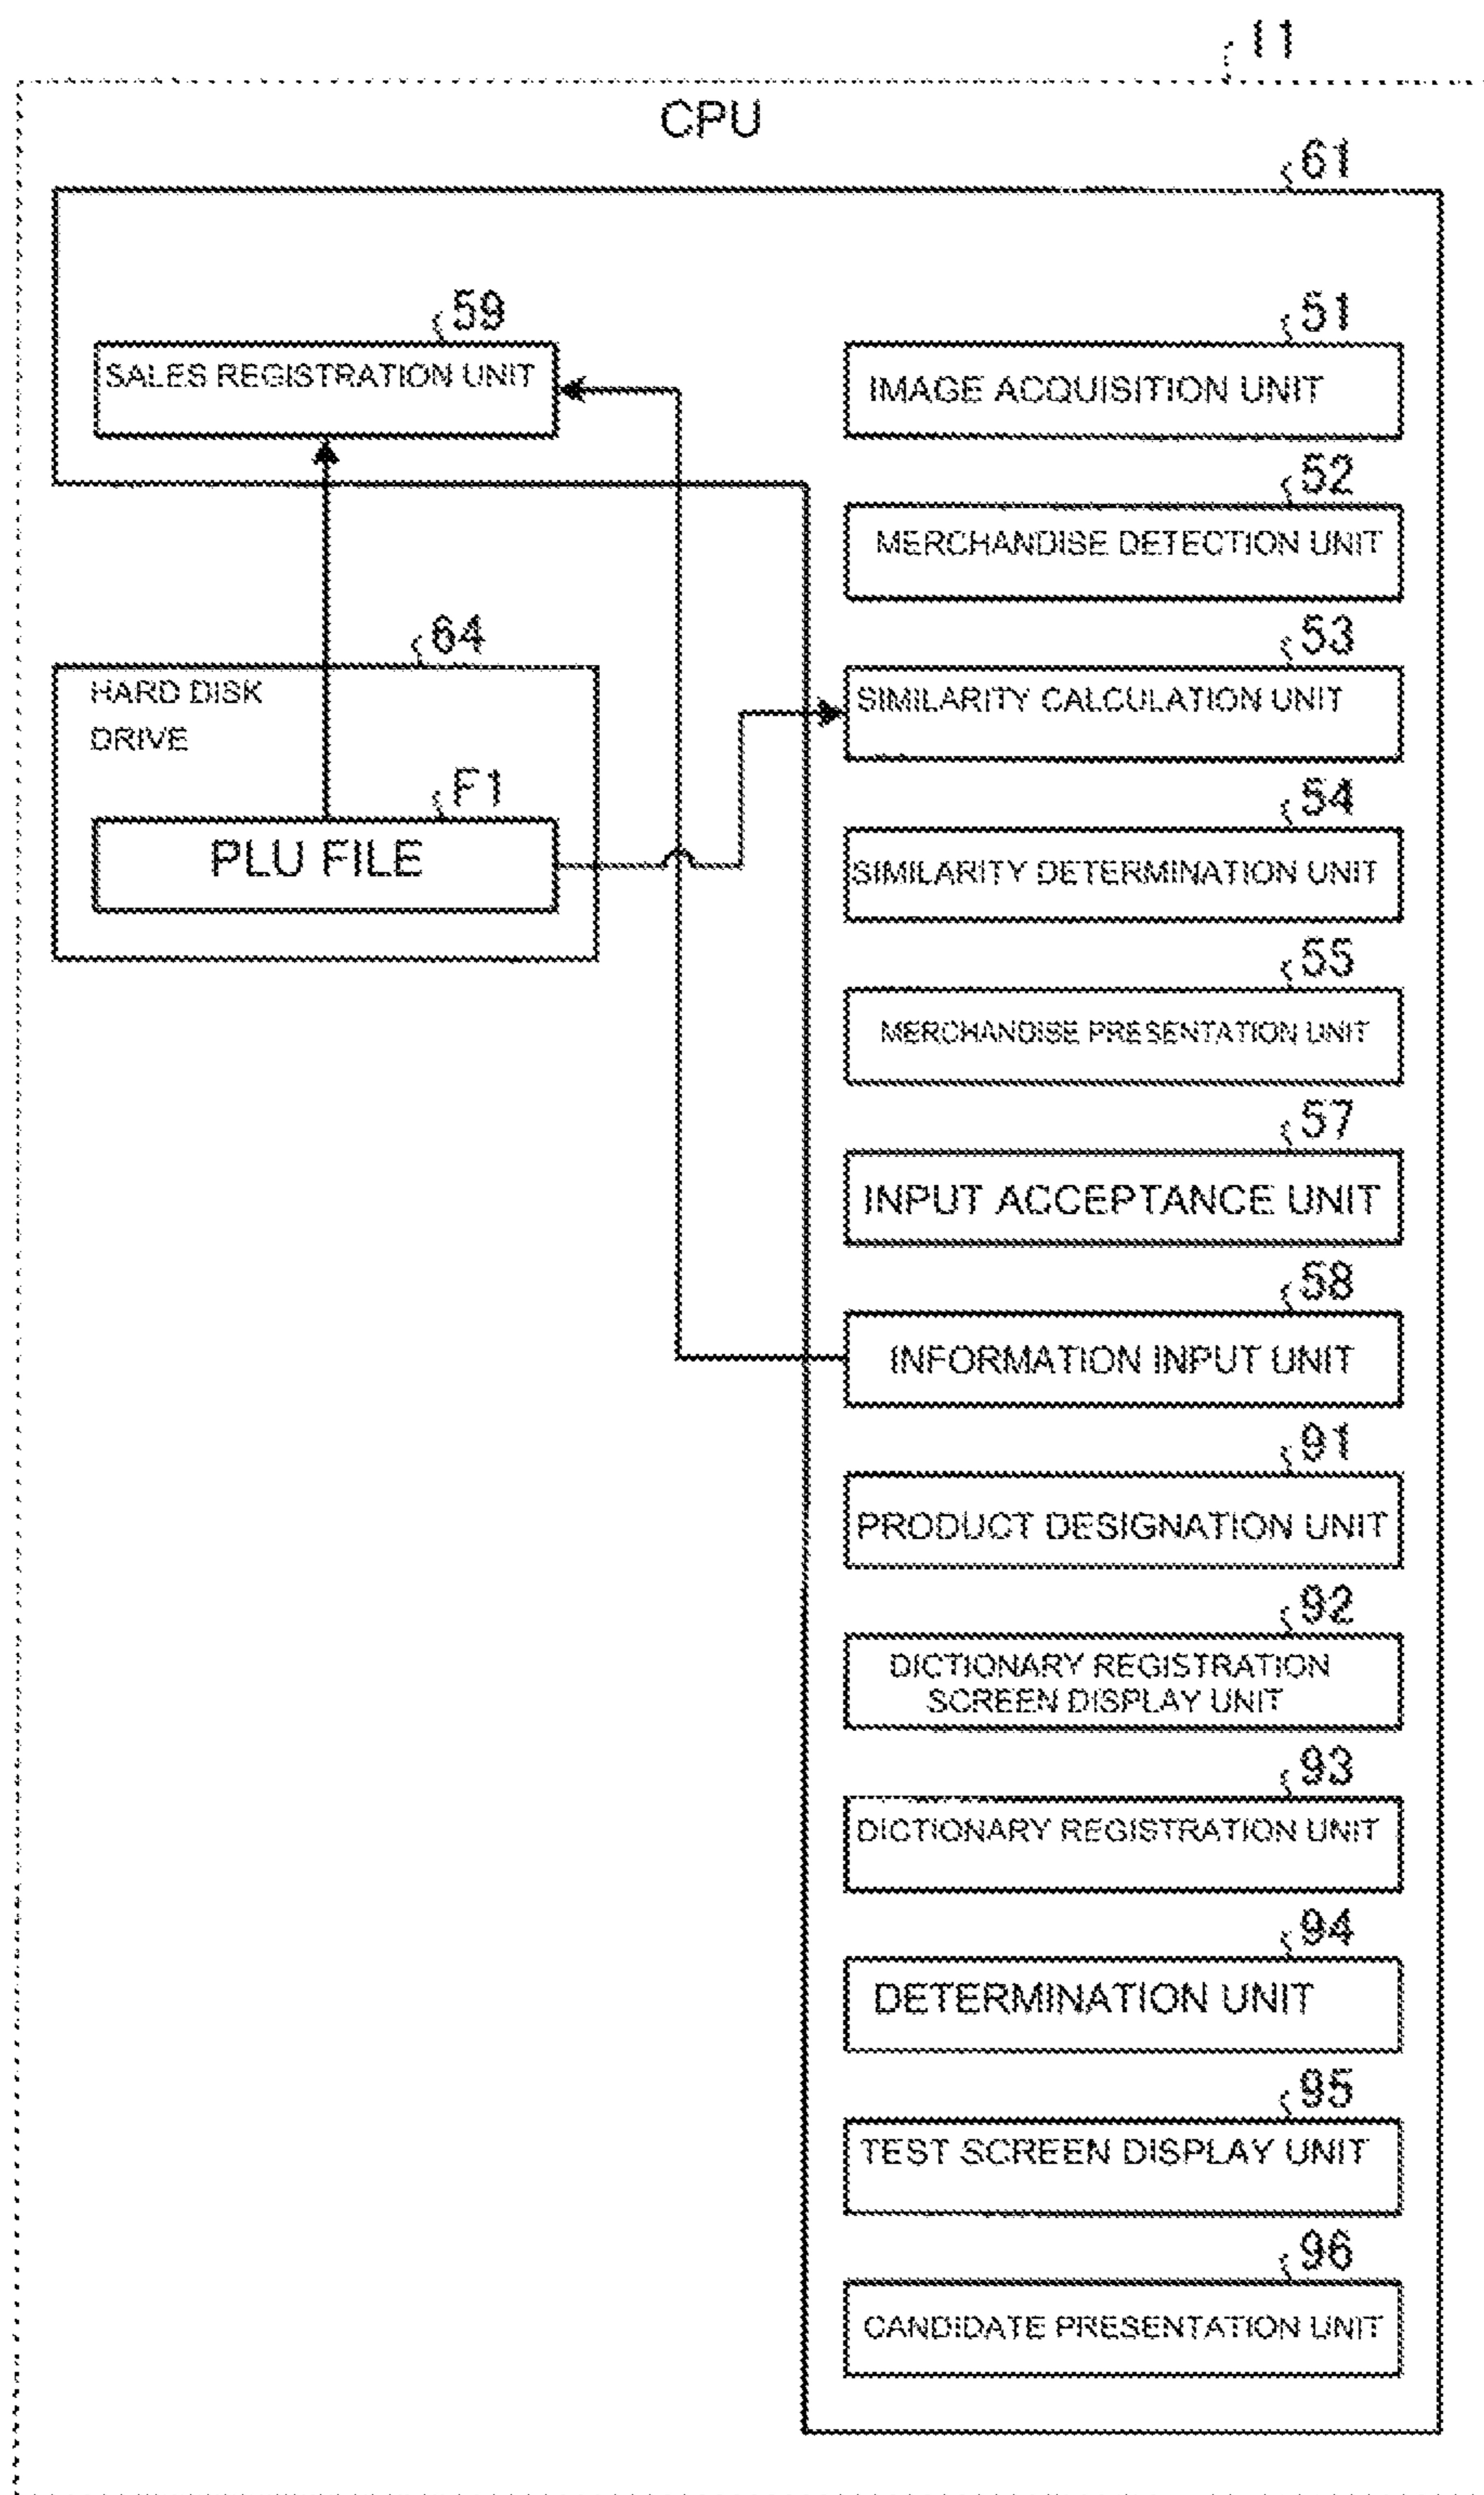 11
CPU
61
59
SALES REGISTRATION UNIT
51
IMAGE ACQUISITION UNIT
52
MERCHANDISE DETECTION UNIT
64
HARD DISK
DRIVE
53
SIMILARITY CALCULATION UNIT
F1
PLU FILE
54
SIMILARITY DETERMINATION UNIT
55
MERCHANDISE PRESENTATION UNIT
57
INPUT ACCEPTANCE UNIT
58
INFORMATION INPUT UNIT
91
PRODUCT DESIGNATION UNIT
92
DICTIONARY REGISTRATION
SCREEN DISPLAY UNIT
93
DICTIONARY REGISTRATION UNIT
94
DETERMINATION UNIT
95
TEST SCREEN DISPLAY UNIT
96
CANDIDATE PRESENTATION UNIT